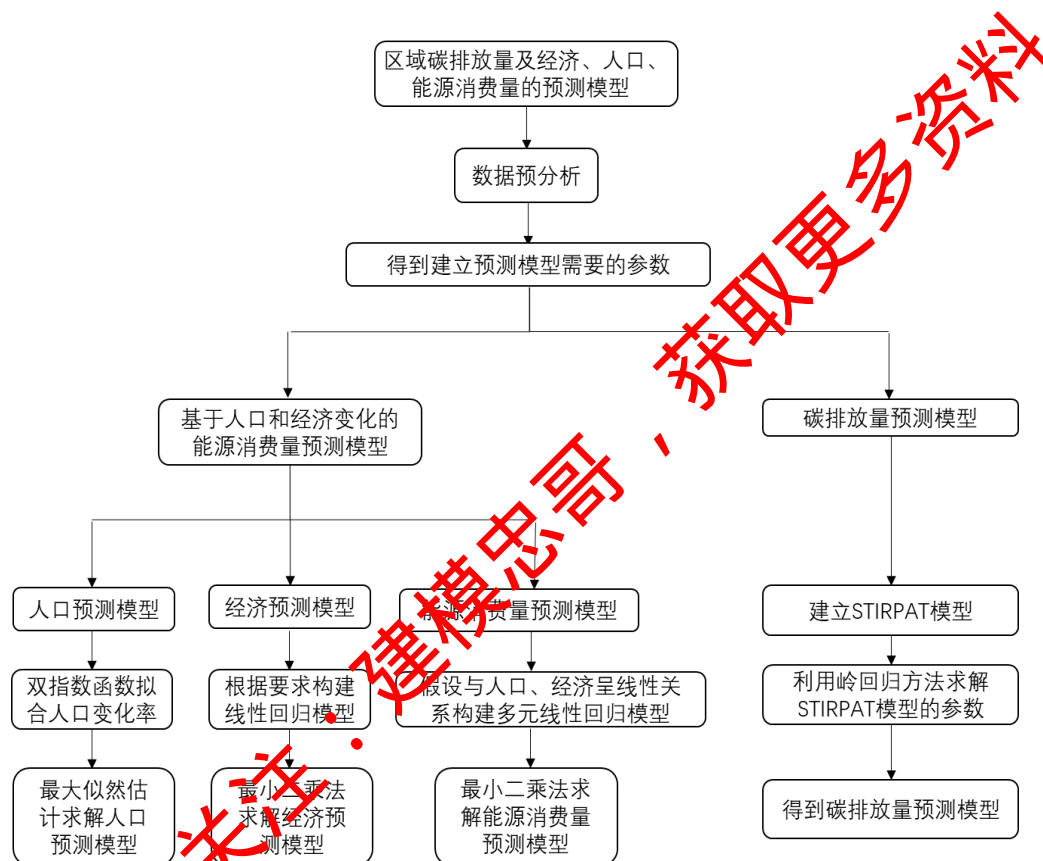 区域碳排放量及经济、人口、
能源消费量的预测模型
数据预分析
得到建立预测模型需要的参数
基于人口和经济变化的
能源消费量预测模型
碳排放量预测模型
人口预测模型
经济预测模型
能源消费量预测模型
建立STIRPAT模型
双指数函数拟
合人口变化率
根据要求构建
线性回归模型
假设与人口、经济呈线性关
系构建多元线性回归模型
利用岭回归方法求解
STIRPAT模型的参数
最大似然估
计求解人口
预测模型
最小二乘法
求解经济预
测模型
最小二乘法求
解能源消费量
预测模型
得到碳排放量预测模型
关注：建模忠哥，获取更多资料